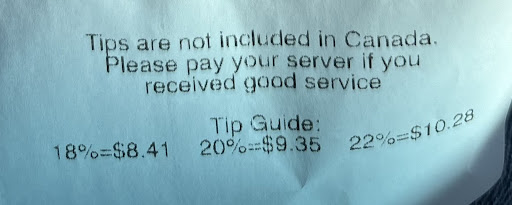 Tips are not included in Canada.
Please pay your server if you
received good service
Tip Guide:
18%=$8.41 20%=$9.35 22%=$10.28